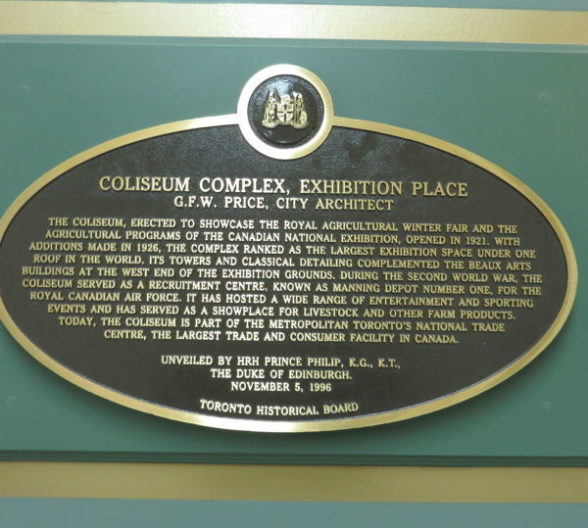 COLISEUM COMPLEX, EXHIBITION PLACE
G.F.W. PRICE, CITY ARCHITECT
THE COLISEUM, ERECTED TO SHOWCASE THE ROYAL AGRICULTURAL WINTER FAIR AND THE
AGRICULTURAL PROGRAMS OF THE CANADIAN NATIONAL EXHIBITION, OPENED IN 1921. WITH
ADDITIONS MADE IN 1926, THE COMPLEX RANKED AS THE LARGEST EXHIBITION SPACE UNDER ONE
ROOF IN THE WORLD. ITS TOWERS AND CLASSICAL DETAILING COMPLEMENTED THE BEAUX ARTS
BUILDINGS AT THE WEST END OF THE EXHIBITION GROUNDS. DURING THE SECOND WORLD WAR, THE
COLISEUM SERVED AS A RECRUITMENT CENTRE, KNOWN AS MANNING DEPOT NUMBER ONE, FOR THE
ROYAL CANADIAN AIR FORCE. IT HAS HOSTED A WIDE RANGE OF ENTERTAINMENT AND SPORTING
EVENTS AND HAS SERVED AS A SHOWPLACE FOR LIVESTOCK AND OTHER FARM PRODUCTS.
TODAY, THE COLISEUM IS PART OF THE METROPOLITAN TORONTO'S NATIONAL TRADE
CENTRE, THE LARGEST TRADE AND CONSUMER FACILITY IN CANADA.
UNVEILED BY HRH PRINCE PHILIP, K.G., K.T.,
THE DUKE OF EDINBURGH.
NOVEMBER 5, 1996
TORONTO HISTORICAL BOARD